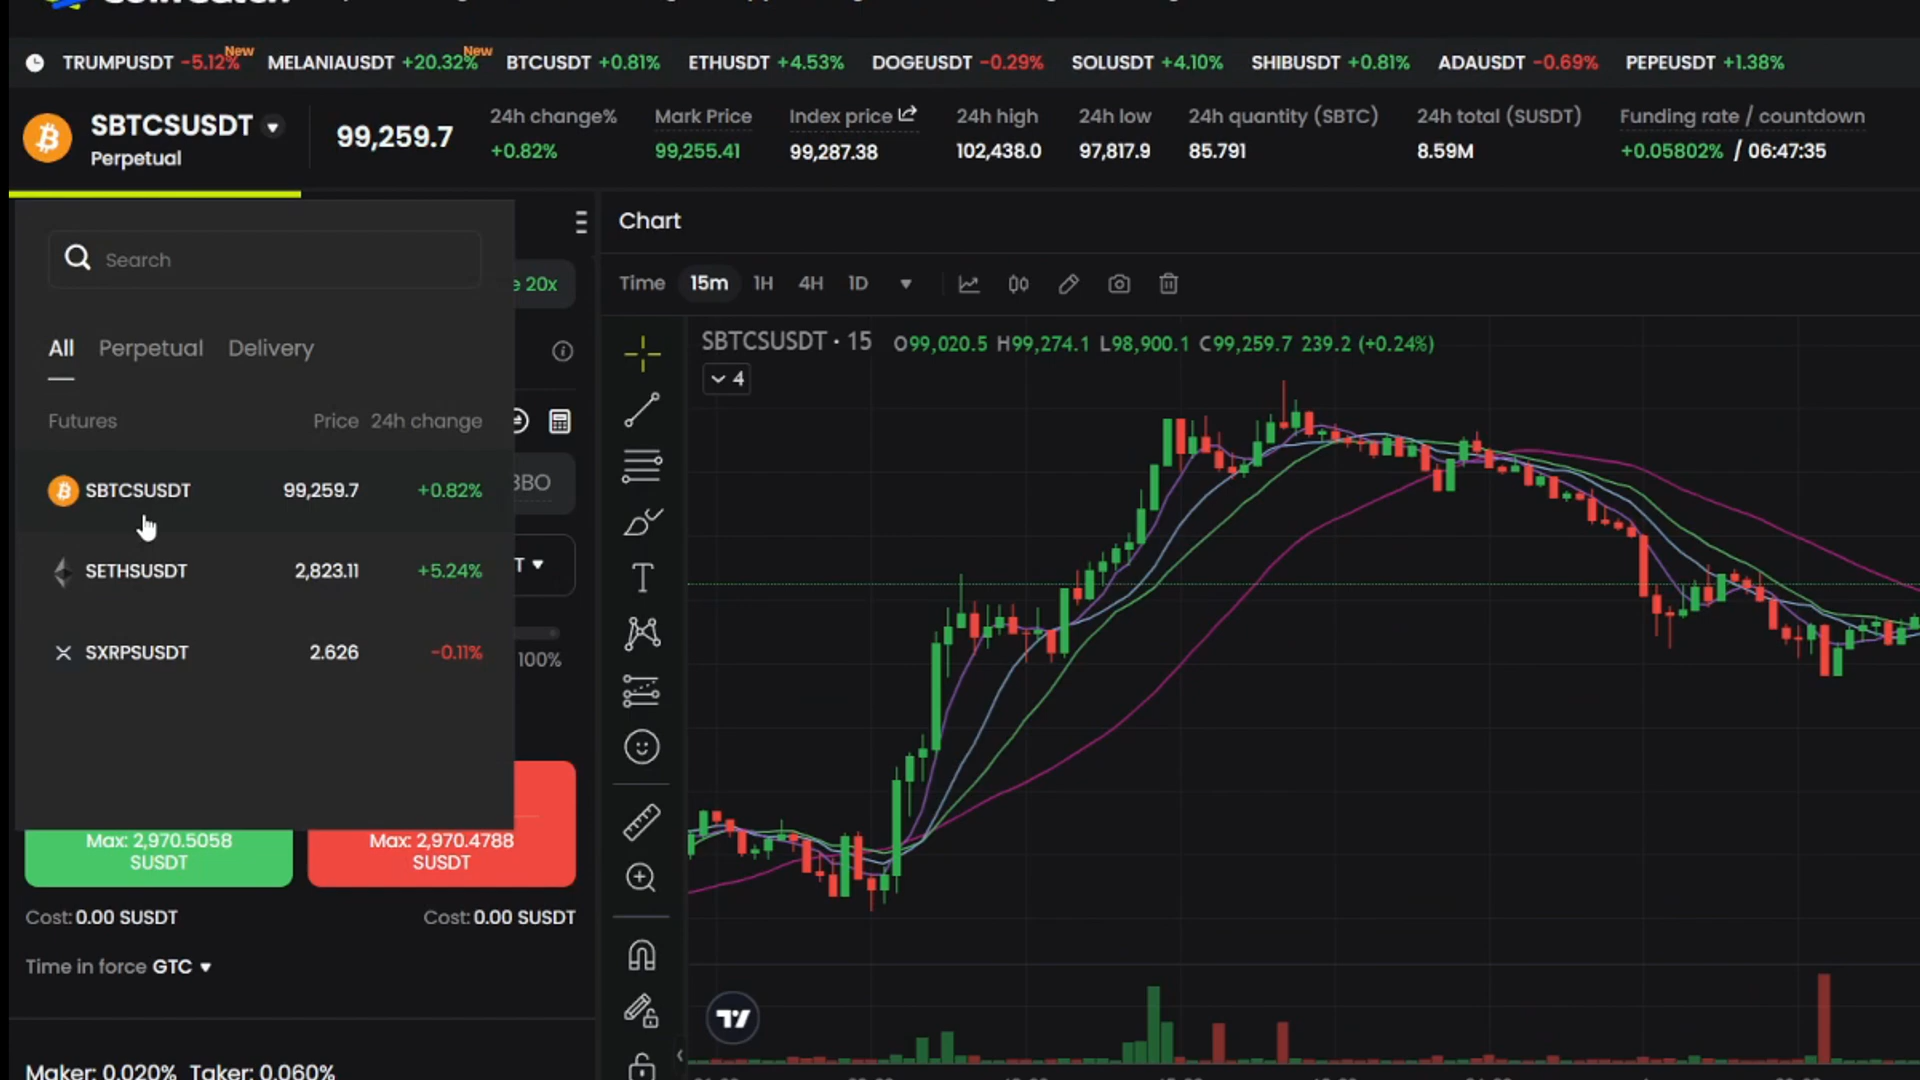 TRUMPUSDT -5.12% New MELANIAUSDT +20.32% New BTCUSDT +0.81% ETHUSDT +4.53% DOGEUSDT -0.29% SOLUSDT +4.10% SHIBUSDT +0.81% ADAUSDT -0.69% PEPEUSDT +1.38%
SBTCSUSDT
Perpetual
99,259.7
24h change% Mark Price Index price 24h high 24h low 24h quantity (SBTC) 24h total (SUSDT) Funding rate / countdown
+0.82% 99,255.41 99,287.38 102,438.0 97,817.9 85.791 8.59M +0.05802% / 06:47:35
Search
20x
All Perpetual Delivery
Futures Price 24h change
SBTCSUSDT 99,259.7 +0.82%
BBO
SETHSUSDT 2,823.11 +5.24%
T
SXRPSUSDT 2.626 -0.11%
100%
Max: 2,970.5058
SUSDT
Max: 2,970.4788
SUSDT
Cost: 0.00 SUSDT Cost: 0.00 SUSDT
Time in force GTC
Maker: 0.020% Taker: 0.060%
Chart
Time 15m 1H 4H 1D
SBTCSUSDT · 15 O99,020.5 H99,274.1 L98,900.1 C99,259.7 239.2 (+0.24%)
4